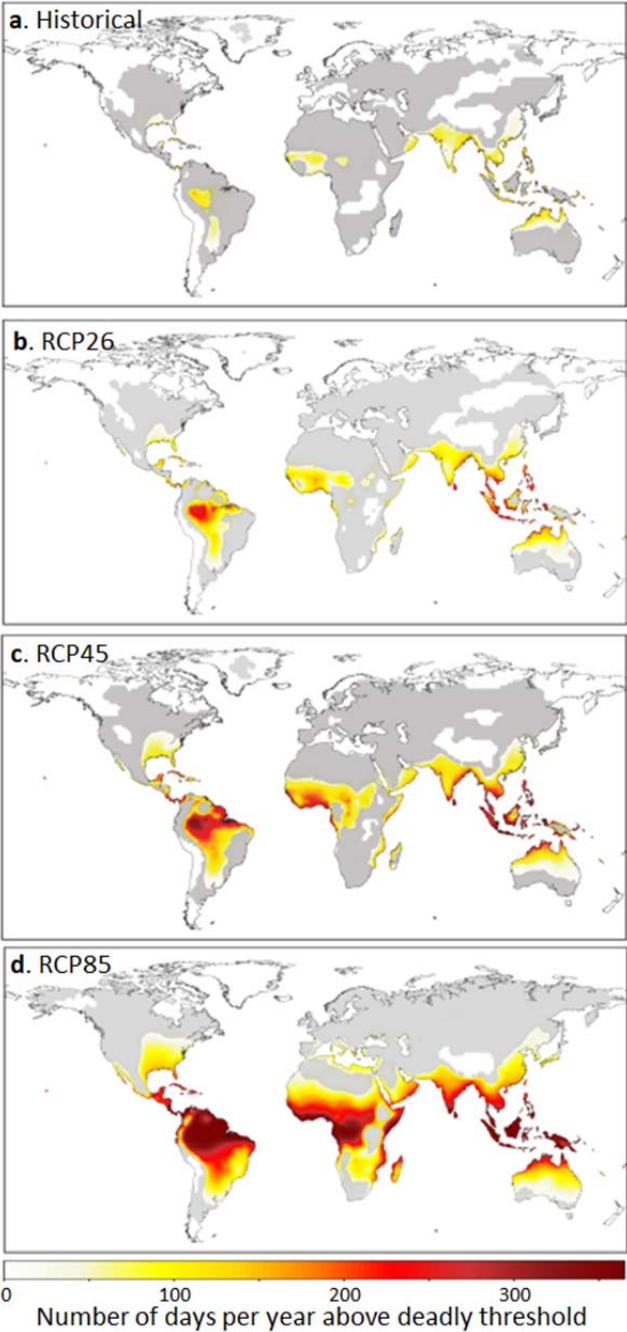 a. Historical
b. RCP26
c. RCP45
d. RCP85
0 100 200 300
Number of days per year above deadly threshold